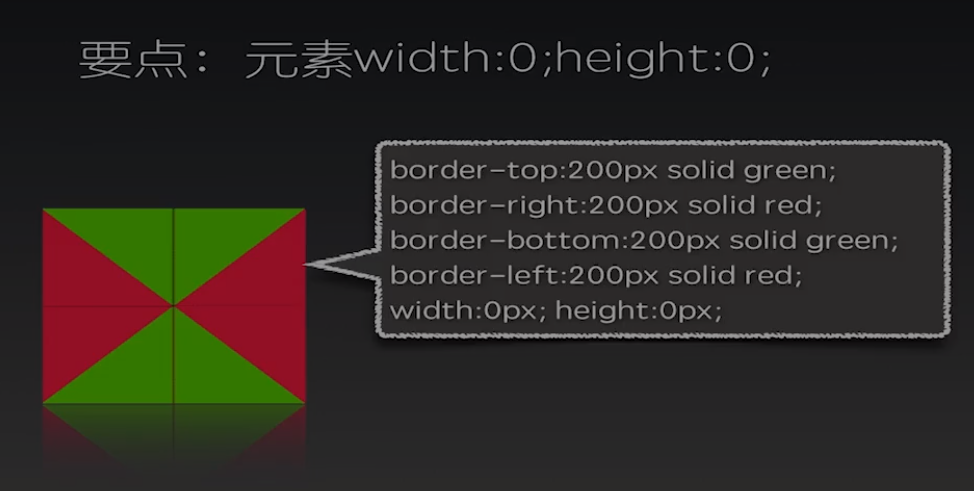 要点： 元素width:0;height:0;
border-top:200px solid green;
border-right:200px solid red;
border-bottom:200px solid green;
border-left:200px solid red;
width:0px; height:0px;